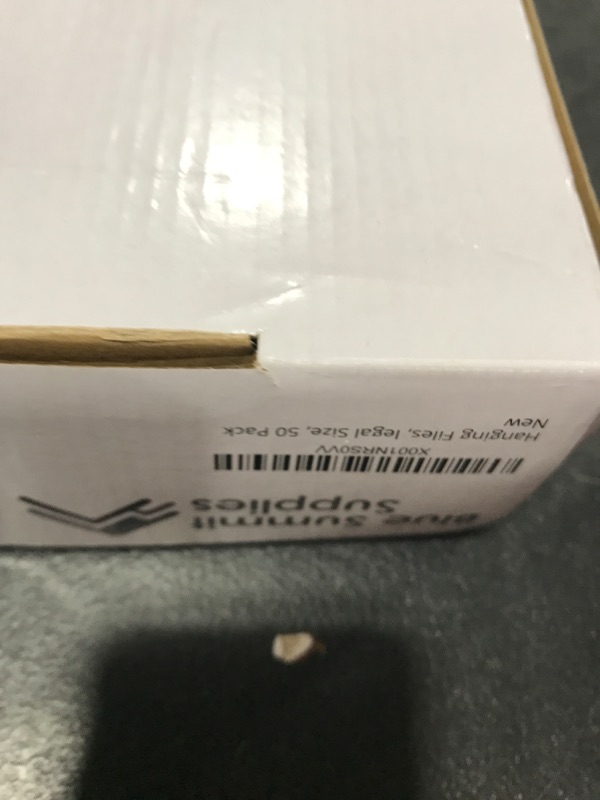 Blue Summit
Supplies
X001NRS0VV
Hanging Files, legal Size, 50 Pack
New